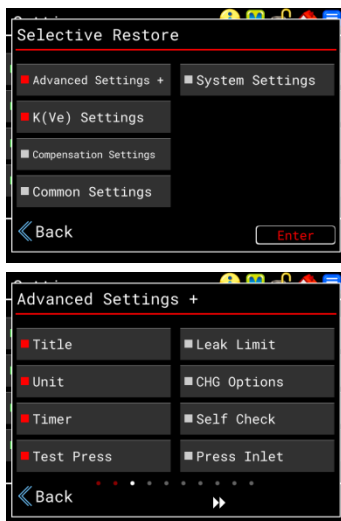 Selective Restore
Advanced Settings +
System Settings
K(Ve) Settings
Compensation Settings
Common Settings
Back
Enter
Advanced Settings +
Title
Leak Limit
Unit
CHG Options
Timer
Self Check
Test Press
Press Inlet
Back